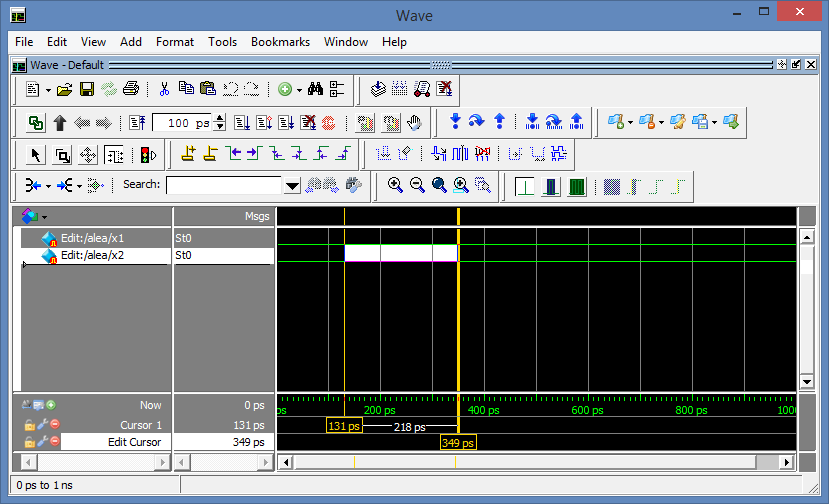 Wave
File Edit View Add Format Tools Bookmarks Window Help
Wave - Default
100 ps
Search:
Msgs
Edit:/alea/x1 St0
Edit:/alea/x2 St0
Now 0 ps
ps 200 ps 400 ps 600 ps 800 ps 1000
Cursor 1 131 ps
131 ps 218 ps
Edit Cursor 349 ps
349 ps
0 ps to 1 ns